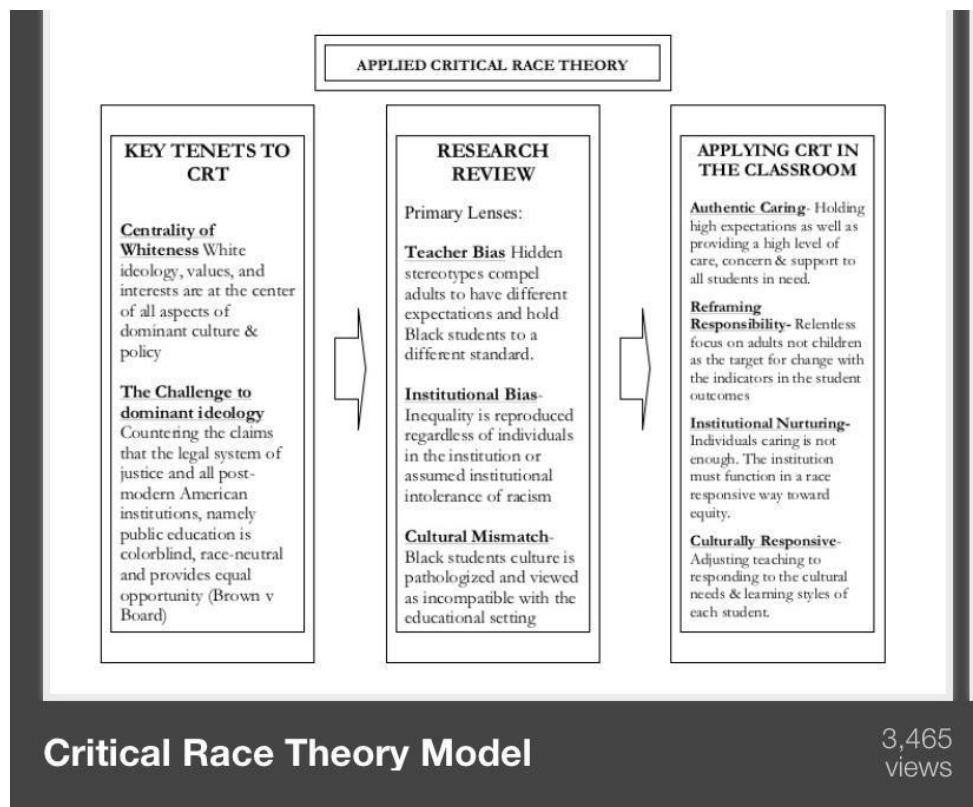 APPLIED CRITICAL RACE THEORY
KEY TENETS TO
CRT
Centrality of
Whiteness White
ideology, values, and
interests are at the center
of all aspects of
dominant culture &
policy
The Challenge to
dominant ideology
Countering the claims
that the legal system of
justice and all post-
modern American
institutions, namely
public education is
colorblind, race-neutral
and provides equal
opportunity (Brown v
Board)
RESEARCH
REVIEW
Primary Lenses:
Teacher Bias Hidden
stereotypes compel
adults to have different
expectations and hold
Black students to a
different standard.
Institutional Bias-
Inequality is reproduced
regardless of individuals
in the institution or
assumed institutional
intolerance of racism
Cultural Mismatch-
Black students culture is
pathologized and viewed
as incompatible with the
educational setting
APPLYING CRT IN
THE CLASSROOM
Authentic Caring- Holding
high expectations as well as
providing a high level of
care, concern & support to
all students in need.
Reframing
Responsibility- Relentless
focus on adults not children
as the target for change with
the indicators in the student
outcomes
Institutional Nurturing-
Individuals caring is not
enough. The institution
must function in a race
responsive way toward
equity.
Culturally Responsive-
Adjusting teaching to
responding to the cultural
needs & learning styles of
each student.
Critical Race Theory Model
3,465
views